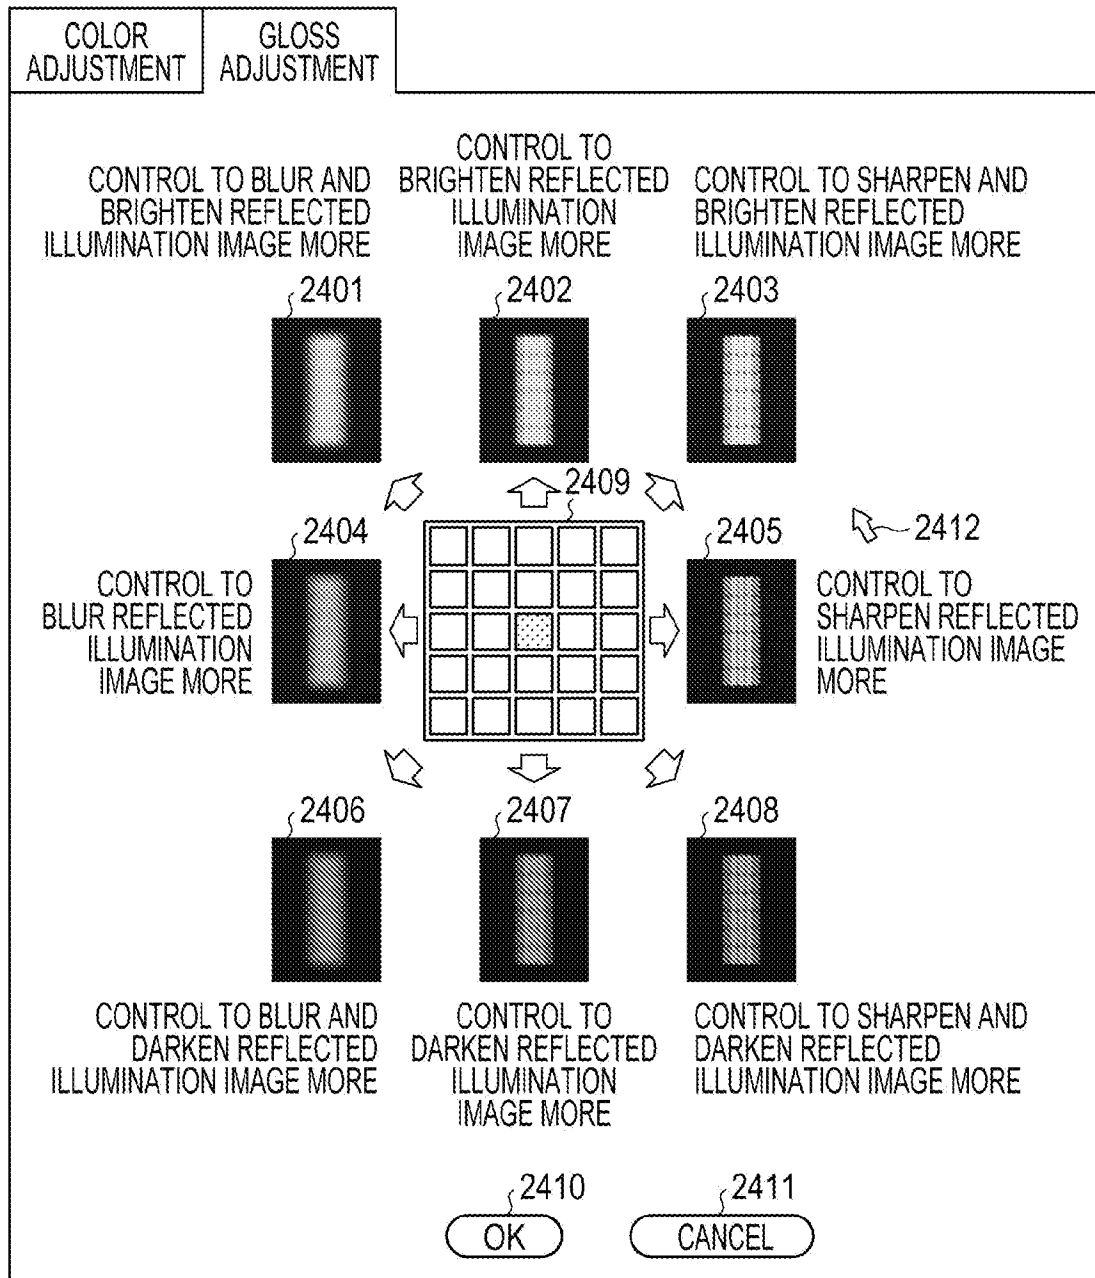 COLOR
ADJUSTMENT
GLOSS
ADJUSTMENT
CONTROL TO BLUR AND
BRIGHTEN REFLECTED
ILLUMINATION IMAGE MORE
CONTROL TO
BRIGHTEN REFLECTED
ILLUMINATION
IMAGE MORE
CONTROL TO SHARPEN AND
BRIGHTEN REFLECTED
ILLUMINATION IMAGE MORE
2401
2402
2403
2409
2404
CONTROL TO
BLUR REFLECTED
ILLUMINATION
IMAGE MORE
2405
2412
CONTROL TO
SHARPEN REFLECTED
ILLUMINATION IMAGE
MORE
2406
2407
2408
CONTROL TO BLUR AND
DARKEN REFLECTED
ILLUMINATION IMAGE MORE
CONTROL TO
DARKEN REFLECTED
ILLUMINATION
IMAGE MORE
CONTROL TO SHARPEN AND
DARKEN REFLECTED
ILLUMINATION IMAGE MORE
2410
OK
2411
CANCEL